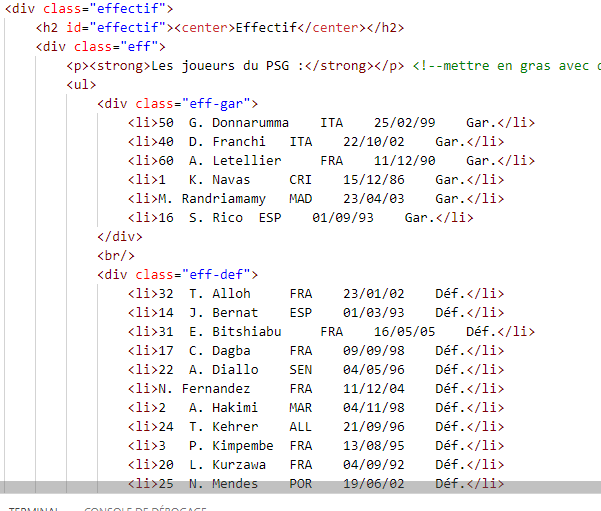 <div class="effectif">
<h2 id="effectif"><center>Effectif</center></h2>
<div class="eff">
<p><strong>Les joueurs du PSG :</strong></p> <!--mettre en gras avec
<ul>
<div class="eff-gar">
<li>50 G. Donnarumma ITA 25/02/99 Gar.</li>
<li>40 D. Franchi ITA 22/10/02 Gar.</li>
<li>60 A. Letellier FRA 11/12/90 Gar.</li>
<li>1 K. Navas CRI 15/12/86 Gar.</li>
<li>M. Randriamamy MAD 23/04/03 Gar.</li>
<li>16 S. Rico ESP 01/09/93 Gar.</li>
</div>
<br/>
<div class="eff-def">
<li>32 T. Alloh FRA 23/01/02 Déf.</li>
<li>14 J. Bernat ESP 01/03/93 Déf.</li>
<li>31 E. Bitshiabu FRA 16/05/05 Déf.</li>
<li>17 C. Dagba FRA 09/09/98 Déf.</li>
<li>22 A. Diallo SEN 04/05/96 Déf.</li>
<li>N. Fernandez FRA 11/12/04 Déf.</li>
<li>2 A. Hakimi MAR 04/11/98 Déf.</li>
<li>24 T. Kehrer ALL 21/09/96 Déf.</li>
<li>3 P. Kimpembe FRA 13/08/95 Déf.</li>
<li>20 L. Kurzawa FRA 04/09/92 Déf.</li>
<li>25 N. Mendes POR 19/06/02 Déf.</li>
TERMINAL CONSOLE DE DÉBOGAGE